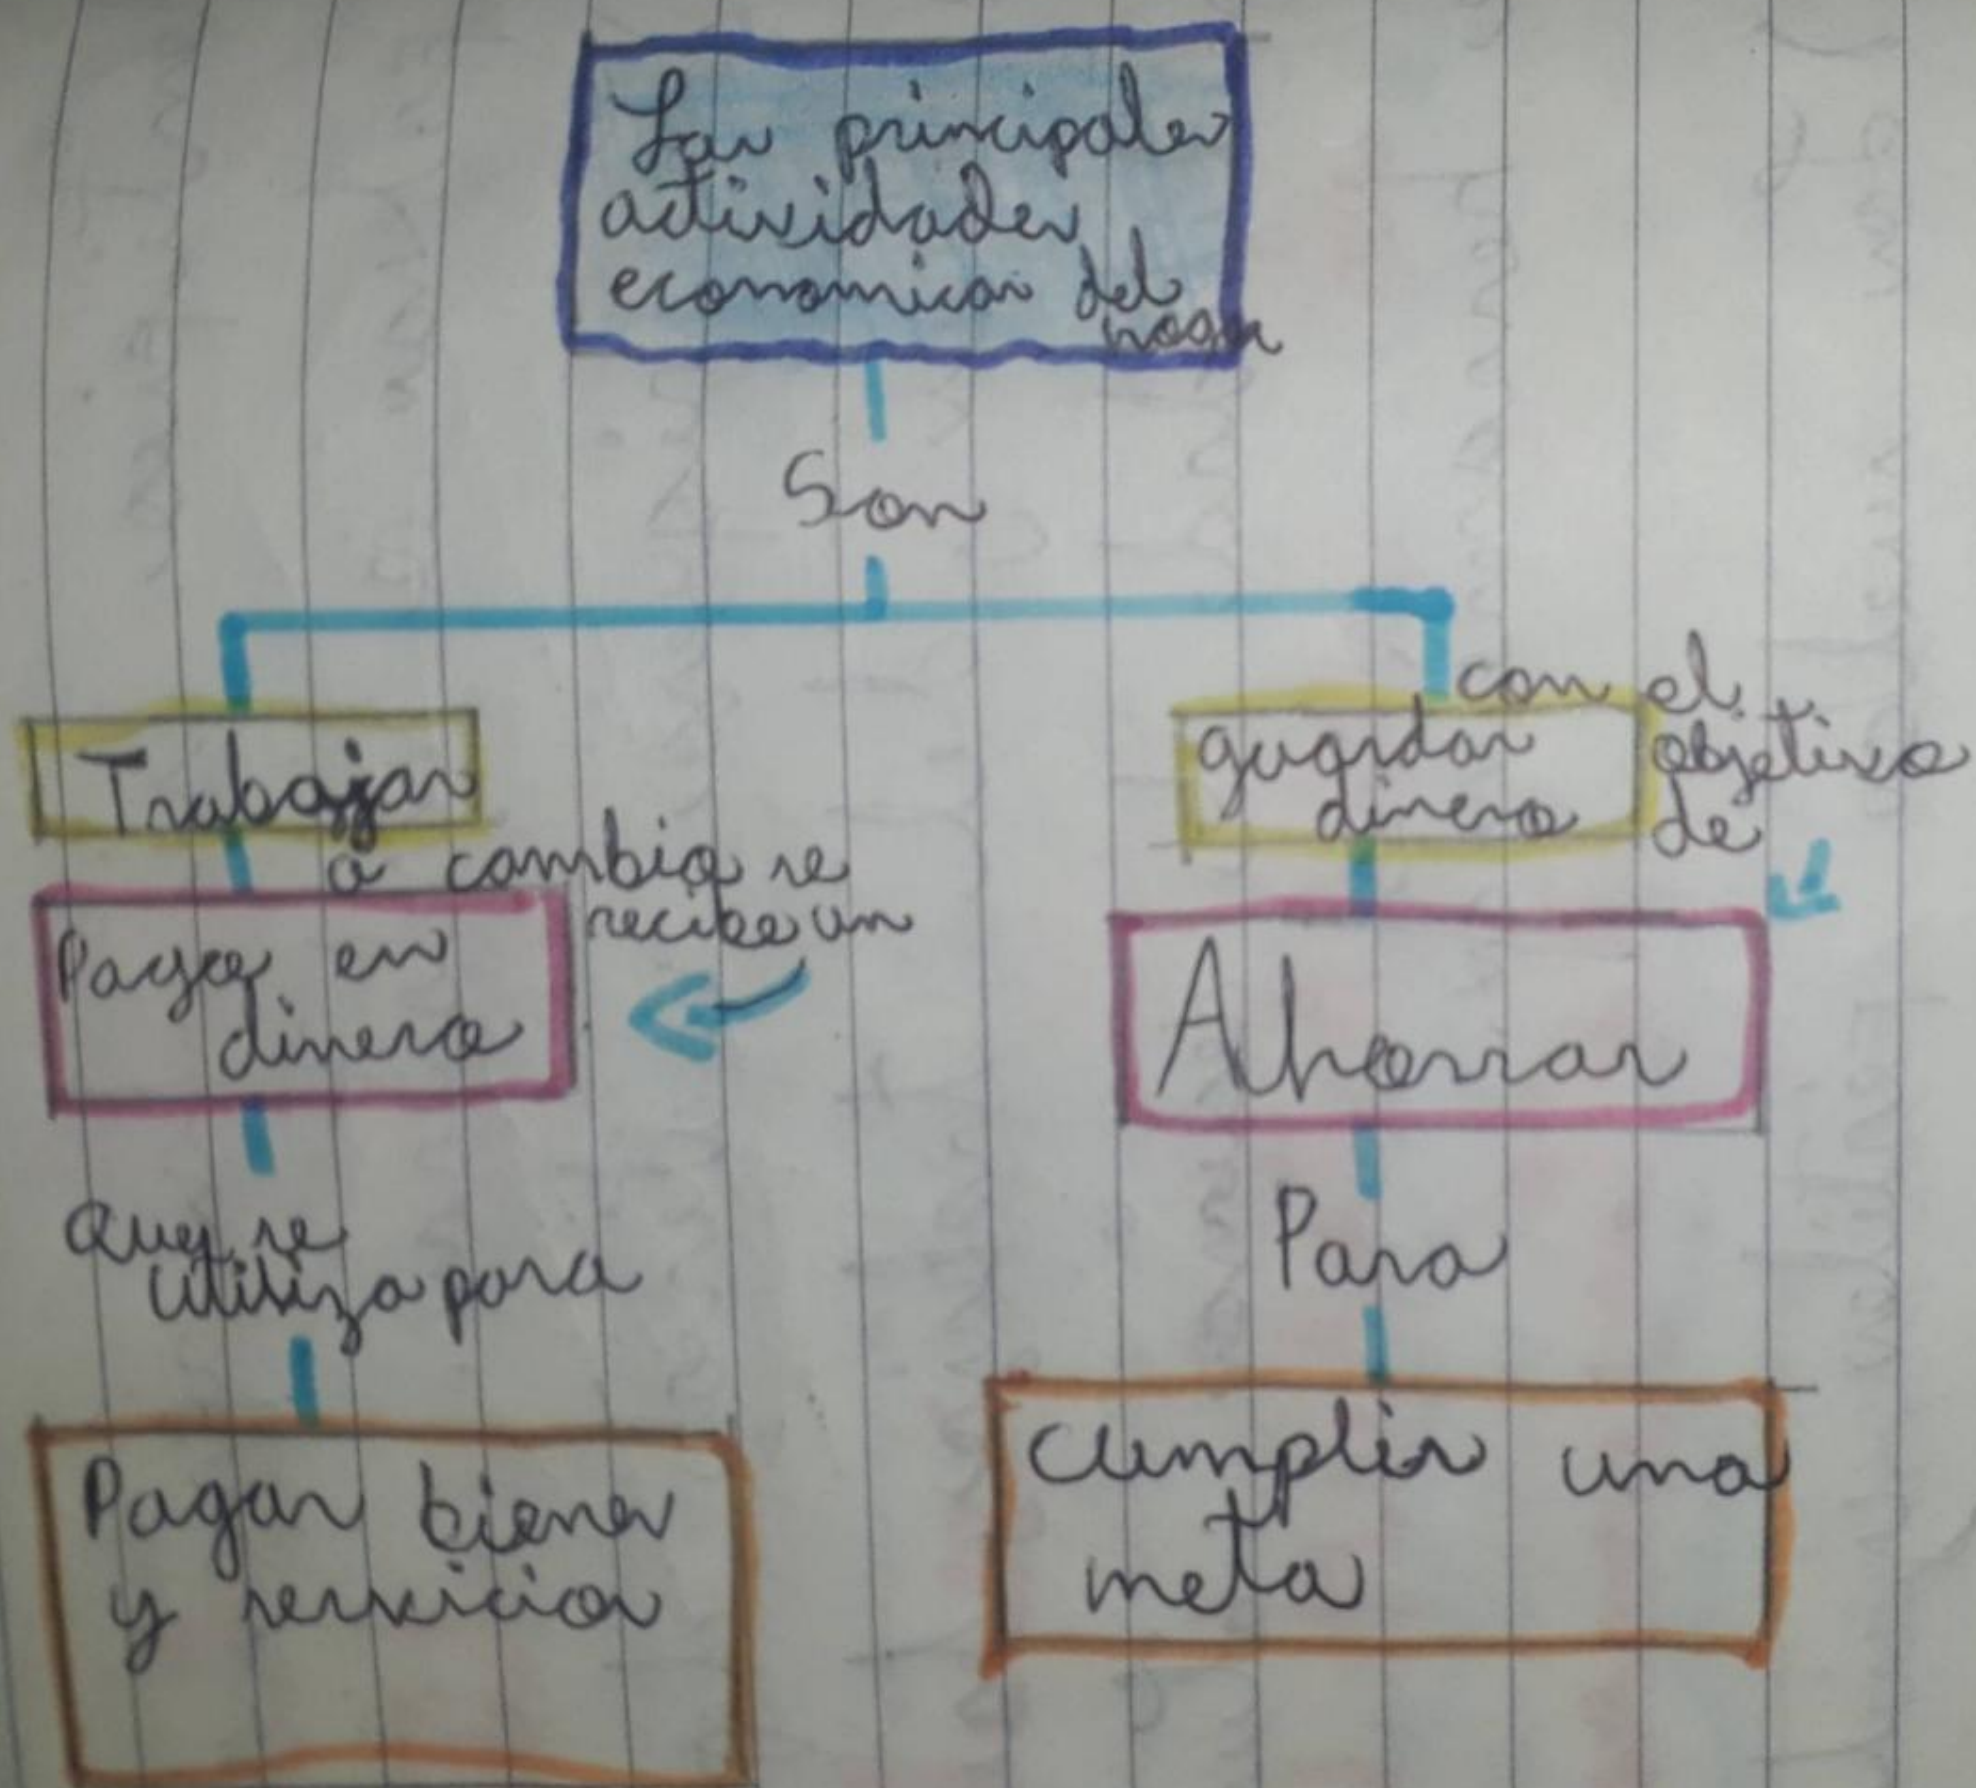 Las principales
actividades
economicas del
hogar
Son
Trabajar
a cambio se
recibe un
Pago en
dinero
Que se
utiliza para
Pagar bienes
y servicios
guardar
dinero
con el
objetivo
de
Ahorrar
Para
Cumplir una
meta